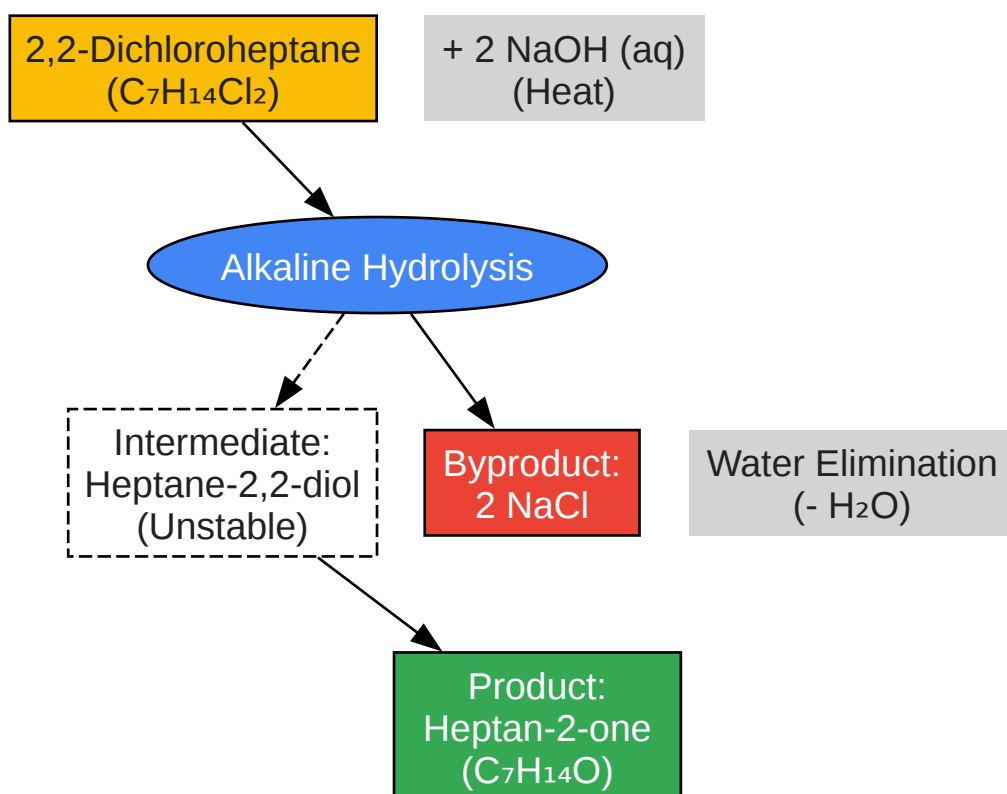 2,2-Dichloroheptane
(C₇H₁₄Cl₂)
+ 2 NaOH (aq)
(Heat)
Alkaline Hydrolysis
Intermediate:
Heptane-2,2-diol
(Unstable)
Byproduct:
2 NaCl
Water Elimination
(- H₂O)
Product:
Heptan-2-one
(C₇H₁₄O)